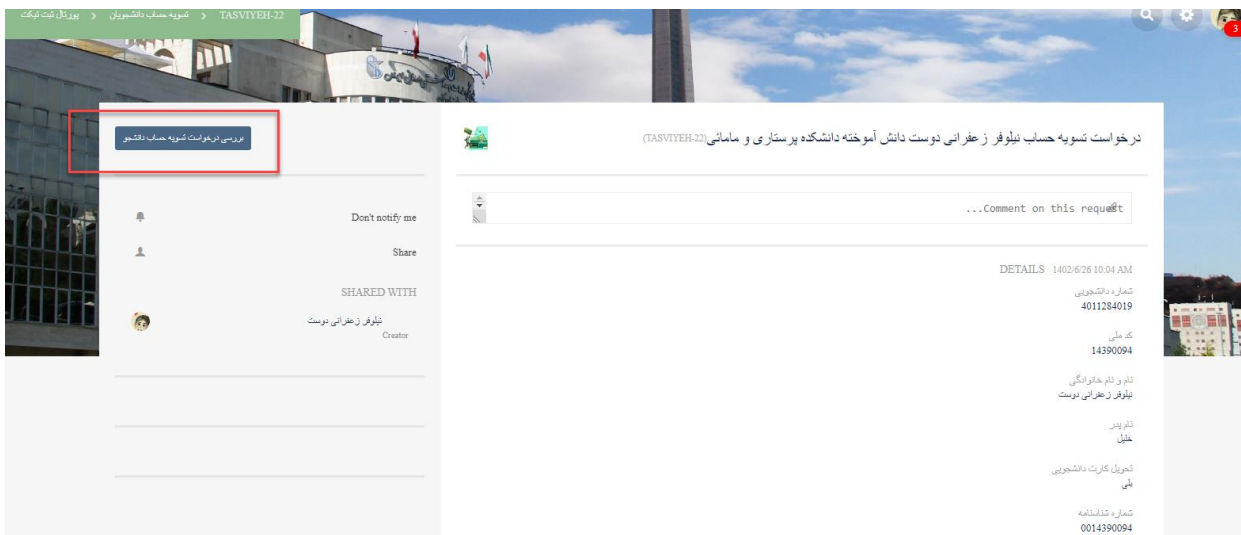 پورتال ثبت تیکت > تسویه حساب دانشجویان > TASVIYEH-22
3
درخواست تسویه حساب نیلوفر زعفرانی دوست دانش آموخته دانشکده پرستاری و مامائی(TASVIYEH-22)
Comment on this request...
DETAILS 1402/6/26 10:04 AM
شماره دانشجویی
4011284019
کد ملی
14390094
نام و نام خانوادگی
نیلوفر زعفرانی دوست
نام پدر
خلیل
تحویل کارت دانشجویی
بلی
شماره شناسنامه
0014390094
بررسی درخواست تسویه حساب دانشجو
Don't notify me
Share
SHARED WITH
نیلوفر زعفرانی دوست
Creator